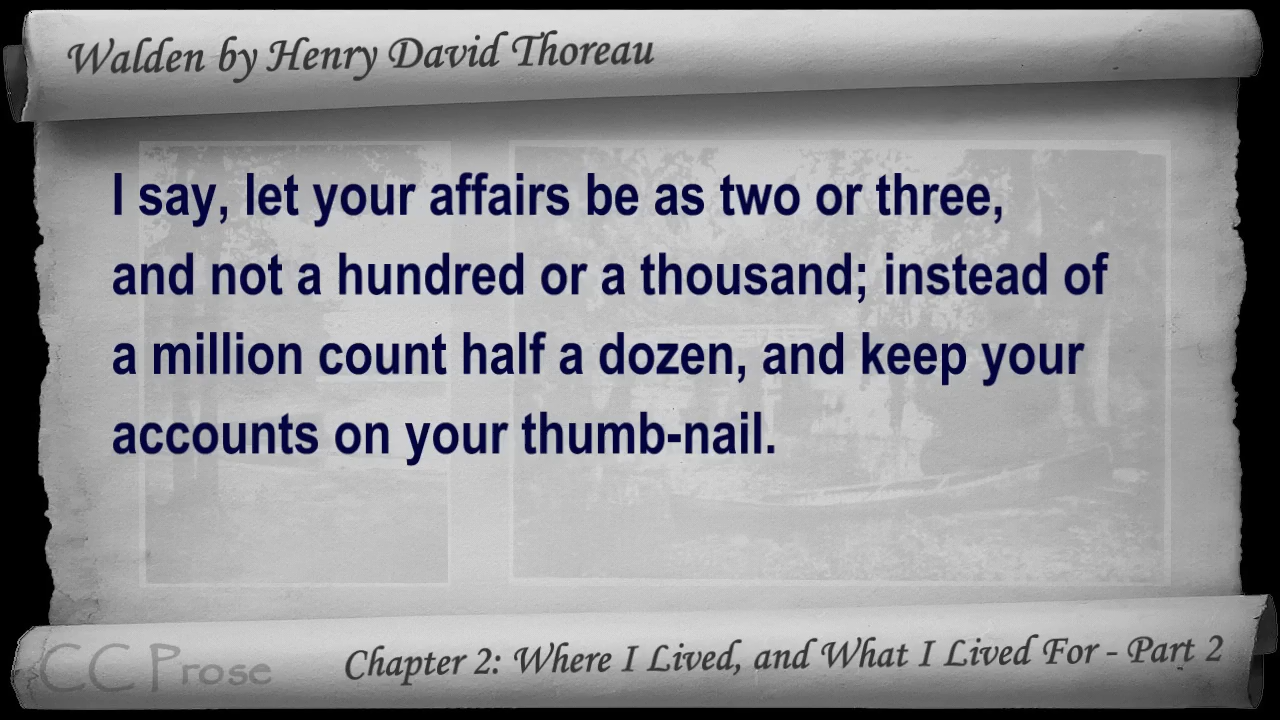 Walden by Henry David Thoreau
I say, let your affairs be as two or three,
and not a hundred or a thousand; instead of
a million count half a dozen, and keep your
accounts on your thumb-nail.
CC Prose
Chapter 2: Where I Lived, and What I Lived For - Part 2